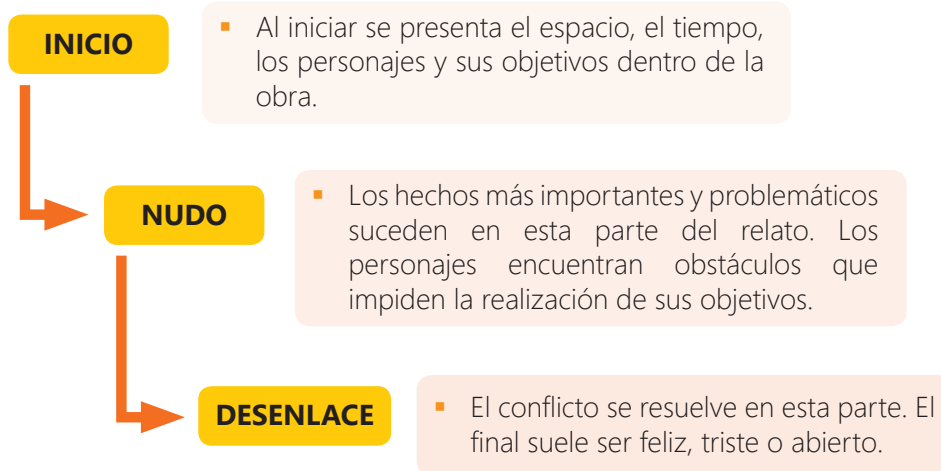 INICIO
▪ Al iniciar se presenta el espacio, el tiempo,
los personajes y sus objetivos dentro de la
obra.
NUDO
▪ Los hechos más importantes y problemáticos
suceden en esta parte del relato. Los
personajes encuentran obstáculos que
impiden la realización de sus objetivos.
DESENLACE
▪ El conflicto se resuelve en esta parte. El
final suele ser feliz, triste o abierto.